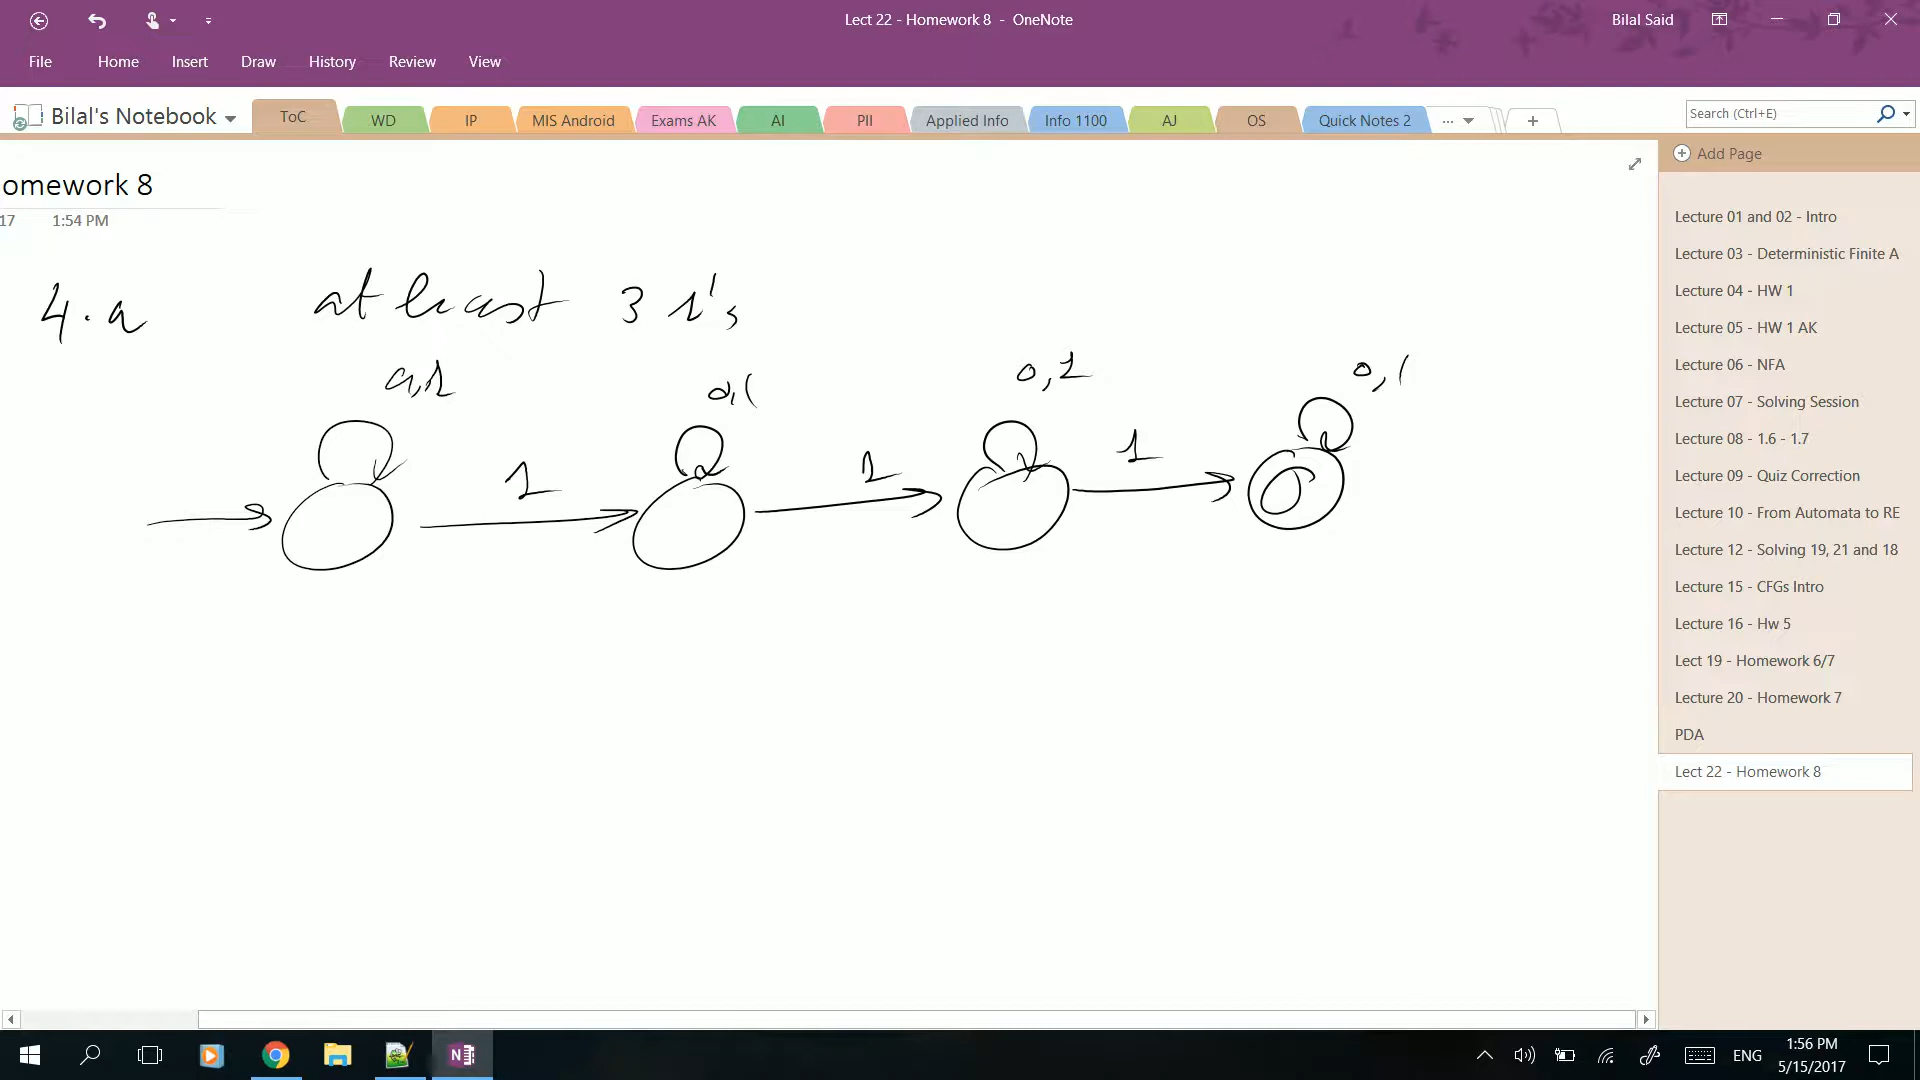 Lect 22 - Homework 8 - OneNote
Bilal Said
File Home Insert Draw History Review View
Bilal's Notebook
ToC WD IP MIS Android Exams AK AI PII Applied Info Info 1100 AJ OS Quick Notes 2 ...
Search (Ctrl+E)
Add Page
omework 8
17 1:54 PM
4.a at least 3 1's
0,1 0,1 0,1 0,1
1 1 1
Lecture 01 and 02 - Intro
Lecture 03 - Deterministic Finite A
Lecture 04 - HW 1
Lecture 05 - HW 1 AK
Lecture 06 - NFA
Lecture 07 - Solving Session
Lecture 08 - 1.6 - 1.7
Lecture 09 - Quiz Correction
Lecture 10 - From Automata to RE
Lecture 12 - Solving 19, 21 and 18
Lecture 15 - CFGs Intro
Lecture 16 - Hw 5
Lect 19 - Homework 6/7
Lecture 20 - Homework 7
PDA
Lect 22 - Homework 8
N
ENG
1:56 PM
5/15/2017